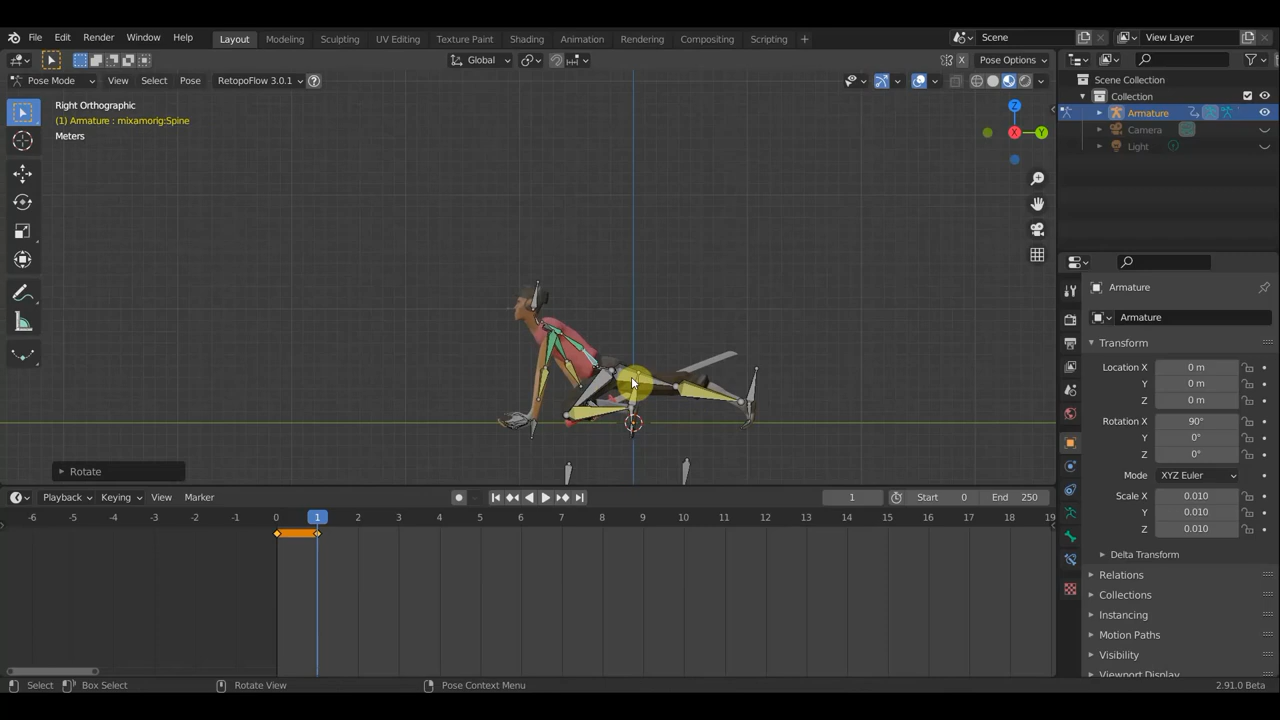 File Edit Render Window Help Layout Modeling Sculpting UV Editing Texture Paint Shading Animation Rendering Compositing Scripting Scene View Layer
Global Pose Options
Pose Mode View Select Pose RetopoFlow 3.0.1
Scene Collection
Collection
Armature
Camera
Light
Right Orthographic
(1) Armature : mixamorig:Spine
Meters
Z
X
Y
Rotate
Armature
Armature
Transform
Location X 0 m
Y 0 m
Z 0 m
Rotation X 90°
Y 0°
Z 0°
Mode XYZ Euler
Scale X 0.010
Y 0.010
Z 0.010
Delta Transform
Relations
Collections
Instancing
Motion Paths
Visibility
Viewport Display
Playback Keying View Marker 1 Start 0 End 250
-6 -5 -4 -3 -2 -1 0 1 2 3 4 5 6 7 8 9 10 11 12 13 14 15 16 17 18 19
Select Box Select Rotate View Pose Context Menu 2.91.0 Beta